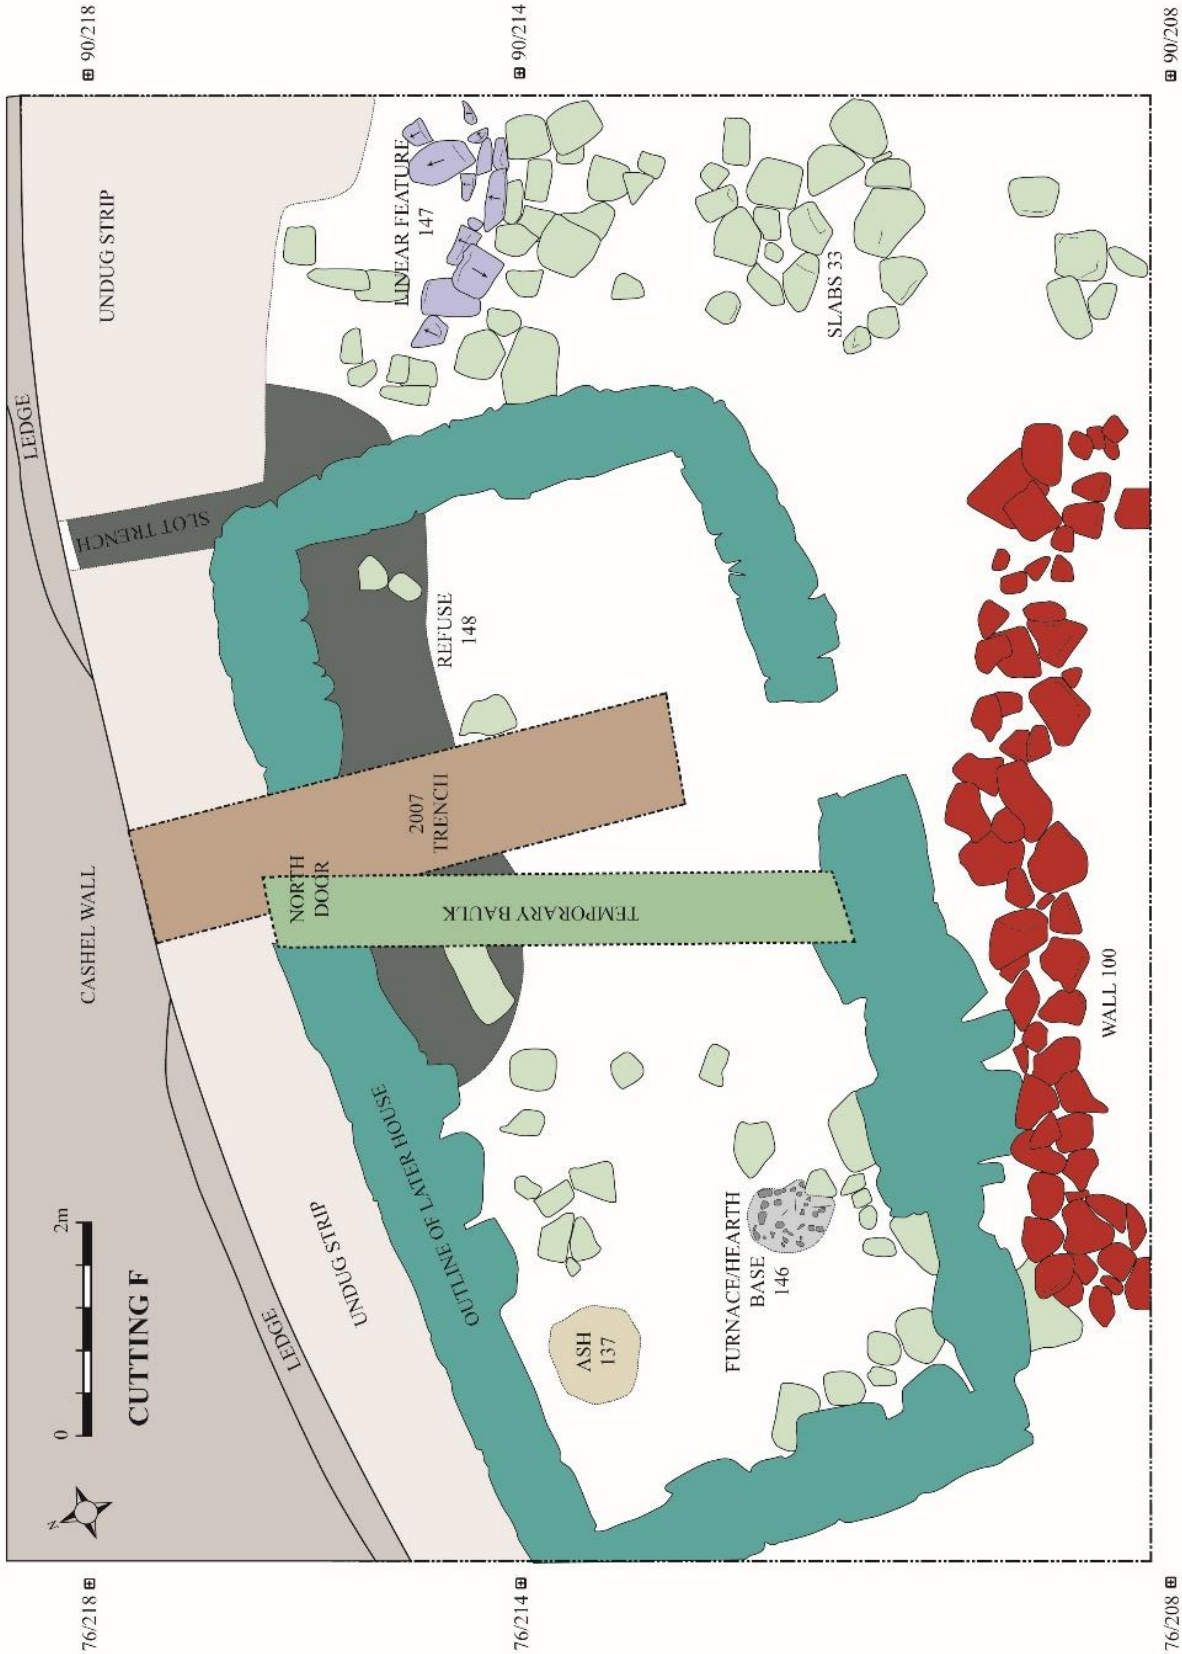 90/218
90/214
90/208
UNDUG STRIP
LINEAR FEATURE
147
SLABS 33
LEDGE
SLOT TRENCH
REFUSE
148
CASHEL WALL
2007
TRENCH
NORTH
DOOR
TEMPORARY BAULK
WALL 100
OUTLINE OF LATER HOUSE
UNDUG STRIP
LEDGE
FURNACE/HEARTH
BASE
146
ASH
137
0 2m
CUTTING F
N
76/218
76/214
76/208